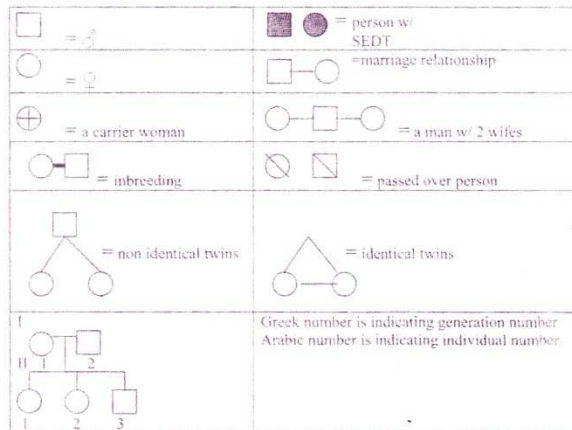 = ♂
= person w/
SEDT
= ♀
=marriage relationship
= a carrier woman
= a man w/ 2 wifes
= inbreeding
= passed over person
= non identical twins
= identical twins
I
1 2
II
1 2 3
Greek number is indicating generation number
Arabic number is indicating individual number